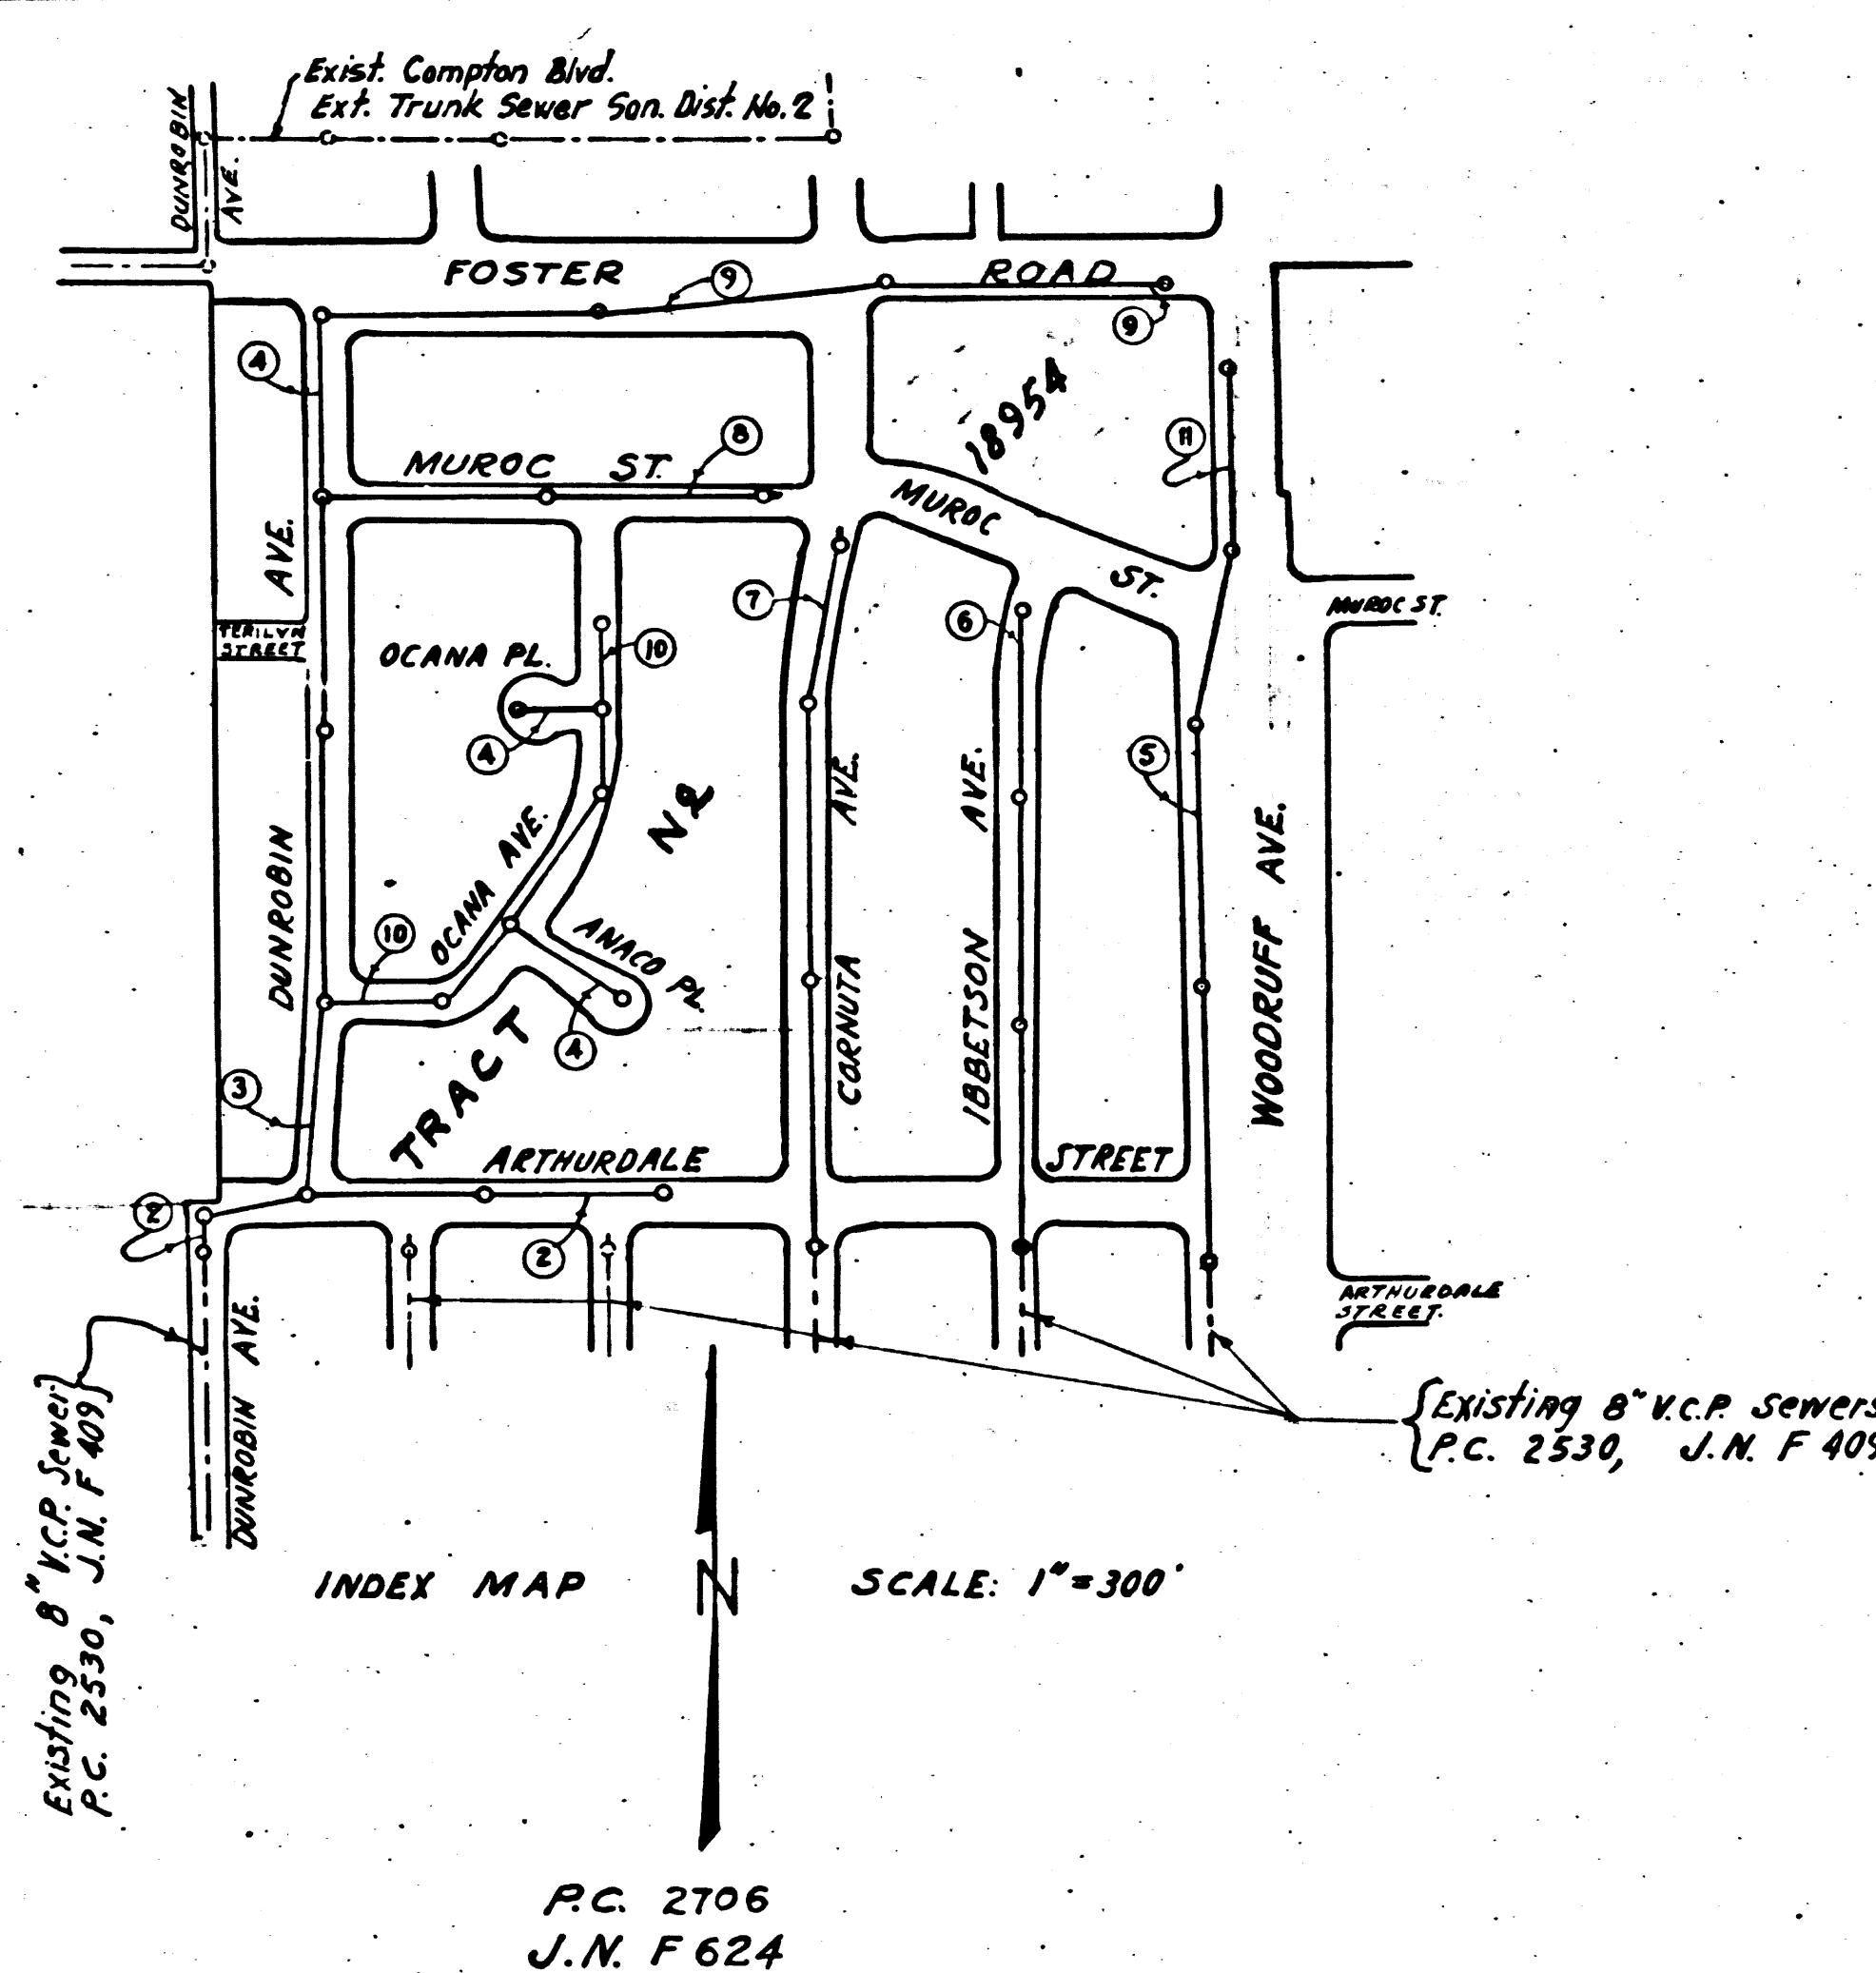 Exist. Compton Blvd.
Ext. Trunk Sewer San. Dist. No. 2
DUNROBIN
AVE.
FOSTER ROAD
9
9
4
18954
11
8
MUROC ST.
MUROC
ST.
MUROC ST.
AVE.
DUNROBIN
TERILYN
STREET
OCANA PL.
10
7
6
4
5
Nº
AVE.
CORNUTA
AVE.
IBBETSON
WOODRUFF AVE.
OCANA AVE.
10
ANACO PL.
4
TRACT
3
ARTHURDALE
STREET
2
2
ARTHURDALE
STREET.
DUNROBIN AVE.
Existing 8" V.C.P. Sewer
P.C. 2530, J.N. F 409
Existing 8" V.C.P. Sewers
P.C. 2530, J.N. F 409
INDEX MAP
N
SCALE: 1"=300'
P.C. 2706
J.N. F 624